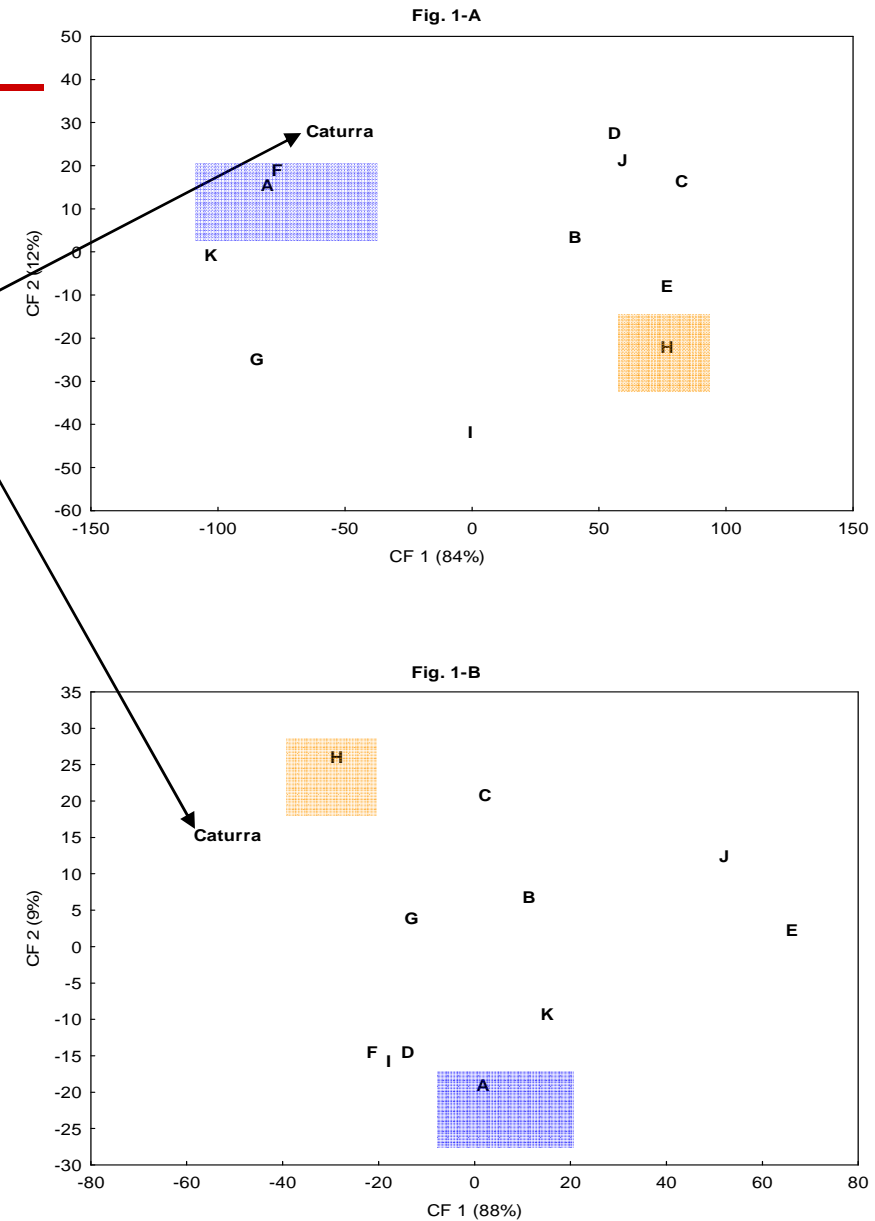 Fig. 1-A
50
40
30
20
10
0
-10
-20
-30
-40
-50
-60
CF 2 (12%)
Caturra
D
J
F
A
C
B
K
E
H
G
I
-150 -100 -50 0 50 100 150
CF 1 (84%)
Fig. 1-B
35
30
25
20
15
10
5
0
-5
-10
-15
-20
-25
-30
CF 2 (9%)
H
C
Caturra
J
B
G
E
K
F I D
A
-80 -60 -40 -20 0 20 40 60 80
CF 1 (88%)